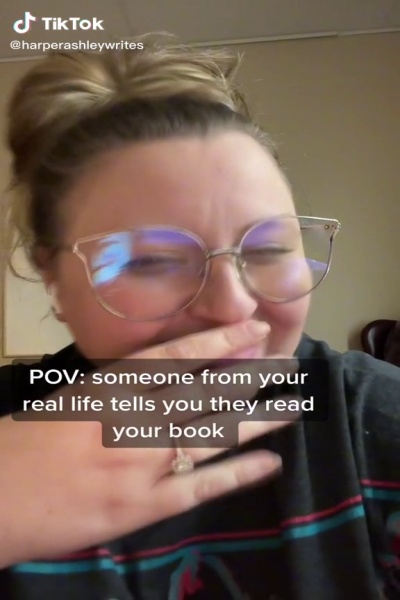 TikTok
@harperashleywrites
POV: someone from your
real life tells you they read
your book